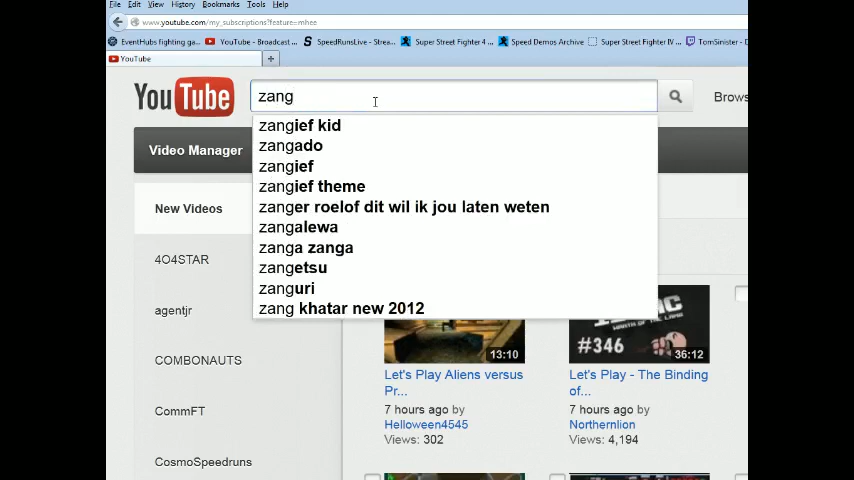 File Edit View History Bookmarks Tools Help
www.youtube.com/my_subscriptions?feature=mhee
EventHubs fighting ga... YouTube - Broadcast ... SpeedRunsLive - Strea... Super Street Fighter 4 ... Speed Demos Archive Super Street Fighter IV ... TomSinister -
YouTube
YouTube zang Brows
zangief kid
zangado
zangief
zangief theme
zanger roelof dit wil ik jou laten weten
zangalewa
zanga zanga
zangetsu
zanguri
zang khatar new 2012
Video Manager
New Videos
4O4STAR
agentjr
COMBONAUTS
CommFT
CosmoSpeedruns
13:10
Let's Play Aliens versus
Pr...
7 hours ago by
Helloween4545
Views: 302
WRATH OF THE LAMB
#346 36:12
Let's Play - The Binding
of...
7 hours ago by
Northernlion
Views: 4,194